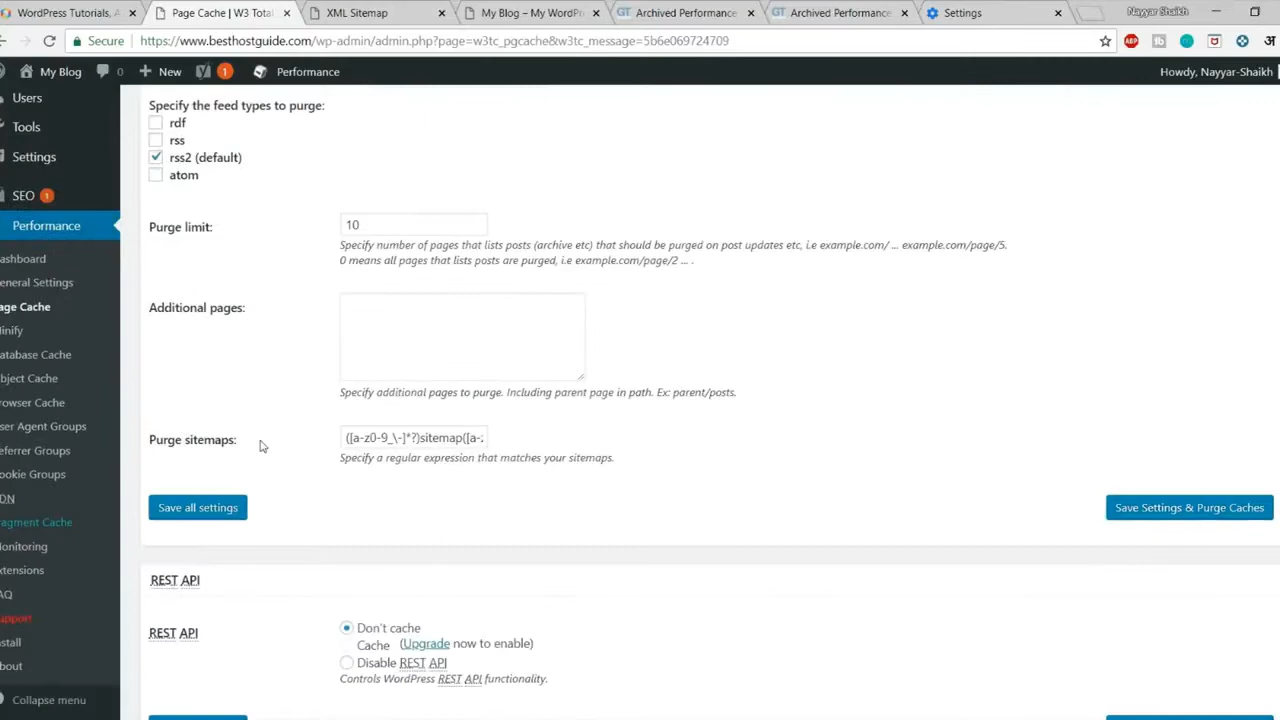 WordPress Tutorials, A
Page Cache | W3 Tota
XML Sitemap
My Blog – My WordPr
GT Archived Performance
GT Archived Performance
Settings
Nayyar Shaikh
Secure https://www.besthostguide.com/wp-admin/admin.php?page=w3tc_pgcache&w3tc_message=5b6e069724709
ABP
My Blog 0 New 1 Performance
Howdy, Nayyar-Shaikh
Users
Tools
Settings
SEO 1
Performance
ashboard
eneral Settings
age Cache
inify
atabase Cache
bject Cache
rowser Cache
ser Agent Groups
eferrer Groups
ookie Groups
DN
ragment Cache
onitoring
xtensions
AQ
upport
nstall
bout
Collapse menu
Specify the feed types to purge:
rdf
rss
rss2 (default)
atom
Purge limit:
10
Specify number of pages that lists posts (archive etc) that should be purged on post updates etc, i.e example.com/ ... example.com/page/5.
0 means all pages that lists posts are purged, i.e example.com/page/2 ... .
Additional pages:
Specify additional pages to purge. Including parent page in path. Ex: parent/posts.
Purge sitemaps:
([a-z0-9_\-]*?)sitemap([a-z
Specify a regular expression that matches your sitemaps.
Save all settings
Save Settings & Purge Caches
REST API
REST API
Don't cache
Cache (Upgrade now to enable)
Disable REST API
Controls WordPress REST API functionality.